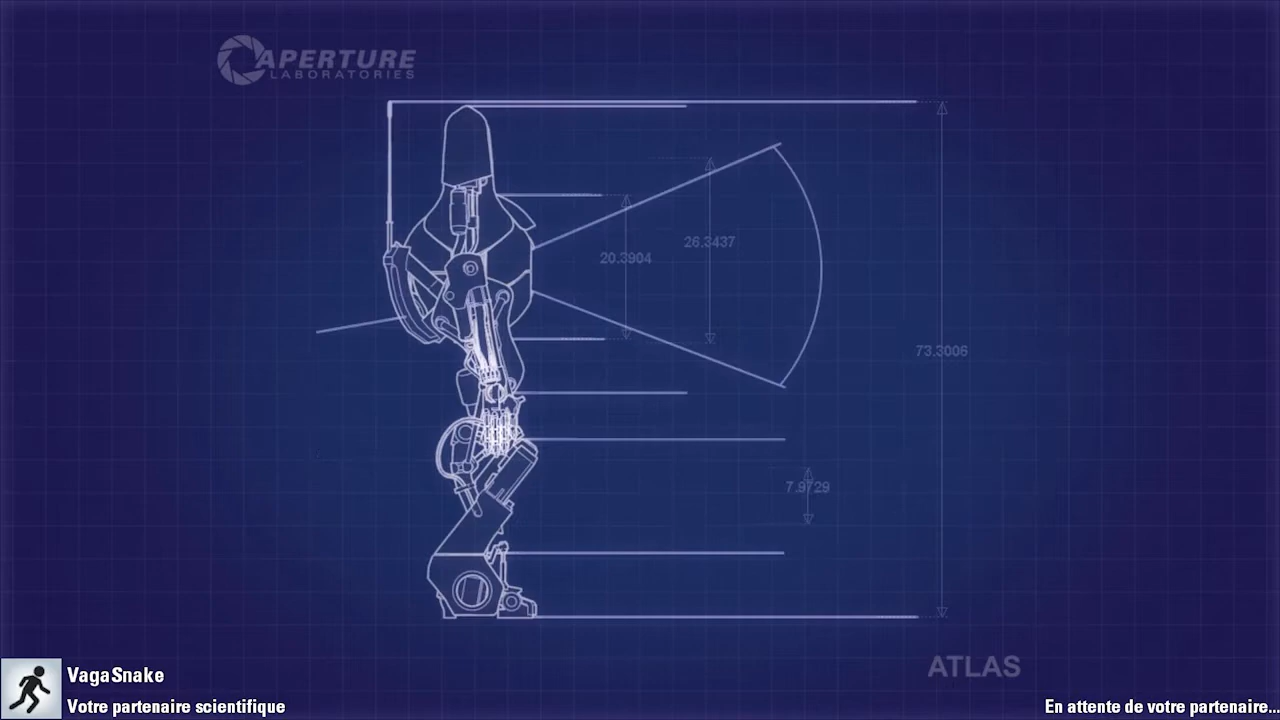 APERTURE
LABORATORIES
26.3437
20.3904
73.3006
7.9729
ATLAS
VagaSnake
Votre partenaire scientifique
En attente de votre partenaire...